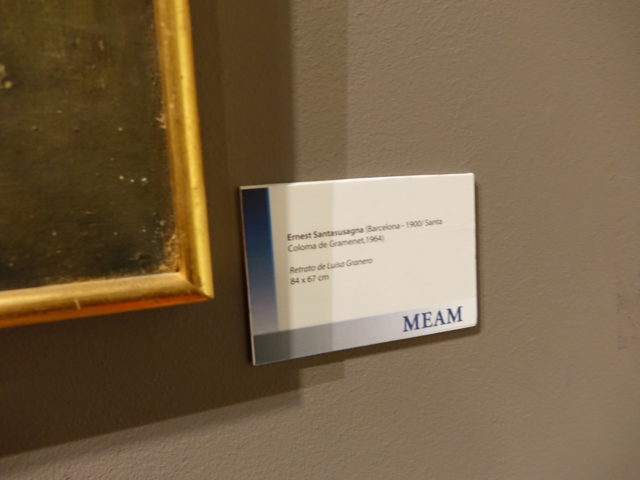 Ernest Santasusagna (Barcelona - 1900/ Santa
Coloma de Gramenet,1964)
Retrato de Luisa Granero
84 x 67 cm
MEAM